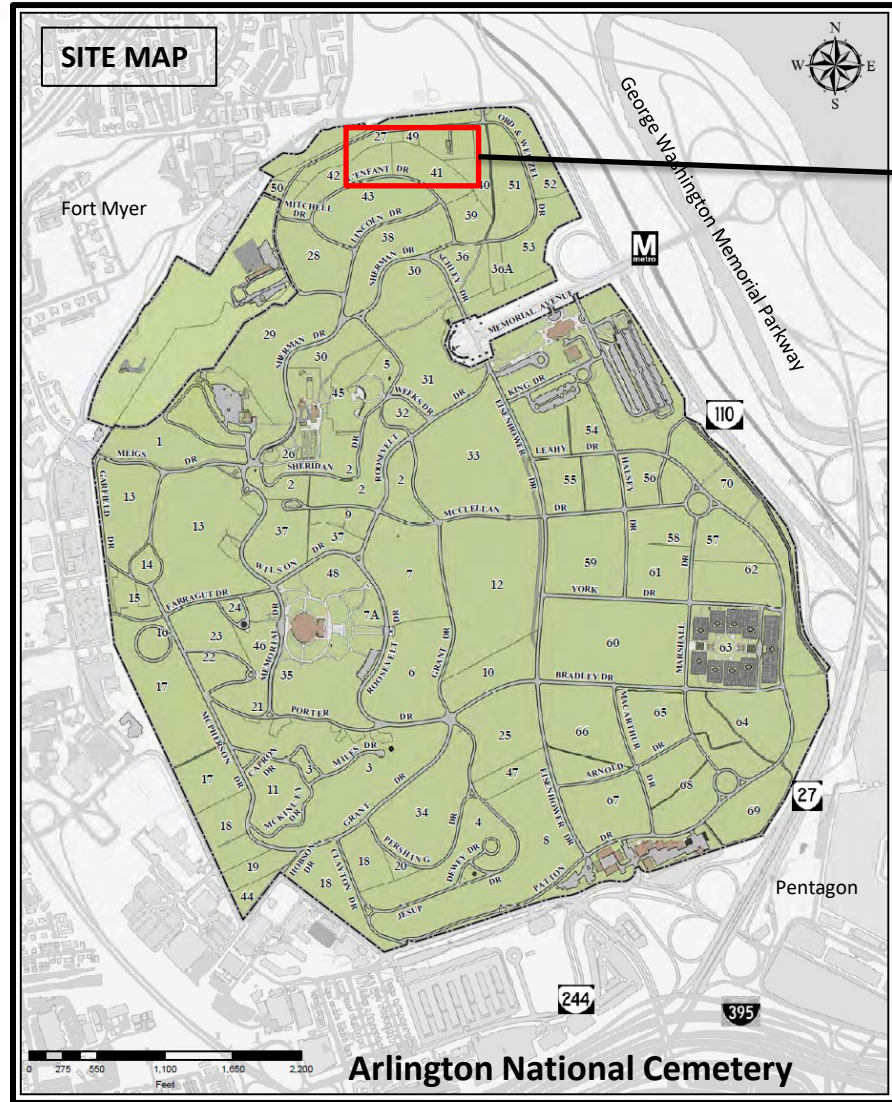 SITE MAP
N
W E
S
George Washington Memorial Parkway
Fort Myer
27 49
ORD & WEITZEL DR
42
L'ENFANT DR
41
50
40
51
52
MITCHELL DR
43
LINCOLN DR
39
28
38
SHERMAN DR
36
53
30
SCHLEY DR
36A
M
metro
MEMORIAL AVENUE
29
SHERMAN DR
30
5
31
45
WEEKS DR
32
KING DR
110
1
MEIGS DR
26
SHERIDAN DR
2
2
2
2
ROOSEVELT
33
EISENHOWER DR
54
LEAHY DR
55
HALSEY DR
56
70
GARFIELD DR
13
13
9
37
37
MCCLELLAN DR
58
57
14
WILSON DR
48
7
12
59
61
62
15
FARRAGUT DR
24
YORK DR
16
23
46
MEMORIAL DR
7A
ROOSEVELT DR
GRANT DR
60
MARSHALL DR
63
22
35
6
10
BRADLEY DR
17
21
PORTER DR
MACARTHUR DR
65
64
MCPHERSON DR
CAPRON DR
3
MILES DR
3
25
66
17
11
MCKINLEY DR
47
ARNOLD DR
68
GRANT DR
34
EISENHOWER DR
67
69
27
18
PERSHING DR
4
8
19
HOBSON DR
18
CLAYTON DR
18
20
DEWEY DR
PATTON DR
44
JESUP DR
Pentagon
244
395
0 275 550 1,100 1,650 2,200
Feet
Arlington National Cemetery